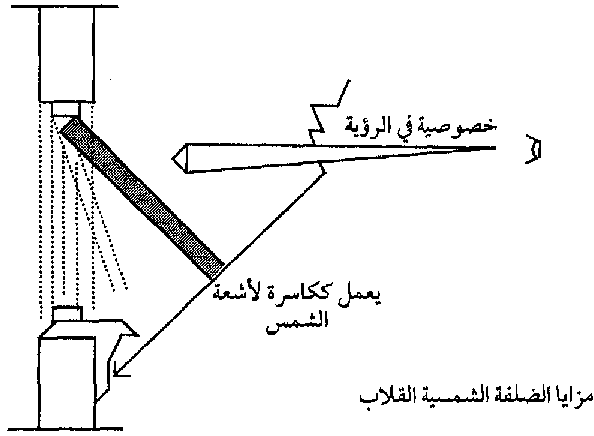 خصوصية في الرؤية
يعمل ككاسرة لأشعة
الشمس
مزايا الضلفة الشمسية القلاب